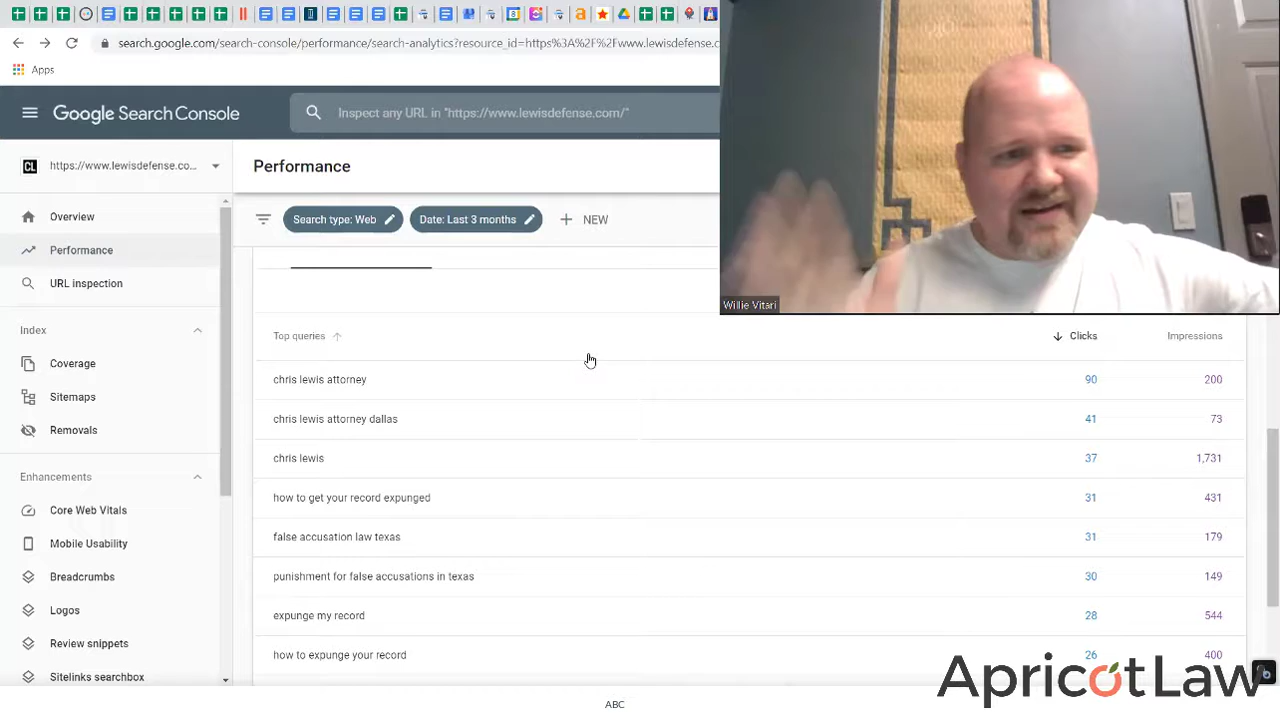 search.google.com/search-console/performance/search-analytics?resource_id=https%3A%2F%2Fwww.lewisdefense.c
Apps
Google Search Console
Inspect any URL in "https://www.lewisdefense.com/"
https://www.lewisdefense.co...
Performance
Overview
Search type: Web
Date: Last 3 months
NEW
Performance
URL inspection
Willie Vitari
Index
Top queries
Clicks
Impressions
Coverage
chris lewis attorney
90
200
Sitemaps
chris lewis attorney dallas
41
73
Removals
chris lewis
37
1,731
Enhancements
how to get your record expunged
31
431
Core Web Vitals
false accusation law texas
31
179
Mobile Usability
Breadcrumbs
punishment for false accusations in texas
30
149
Logos
expunge my record
28
544
Review snippets
how to expunge your record
26
400
Sitelinks searchbox
ApricotLaw
ABC